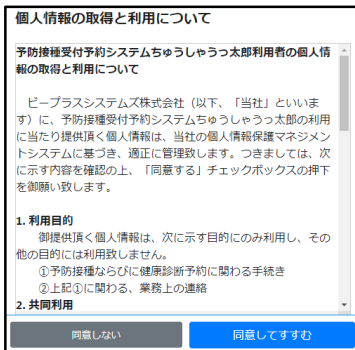 個人情報の取得と利用について
予防接種受付予約システムちゅうしゃうっ太郎利用者の個人情
報の取得と利用について
ビープラスシステムズ株式会社（以下、「当社」といいま
す）に、予防接種受付予約システムちゅうしゃうっ太郎の利用
に当たり提供頂く個人情報は、当社の個人情報保護マネジメン
トシステムに基づき、適正に管理致します。つきましては、次
に示す内容を確認の上、「同意する」チェックボックスの押下
を御願い致します。
1. 利用目的
御提供頂く個人情報は、次に示す目的にのみ利用し、その
他の目的には利用致しません。
①予防接種ならびに健康診断予約に関わる手続き
②上記①に関わる、業務上の連絡
2. 共同利用
同意しない
同意してすすむ